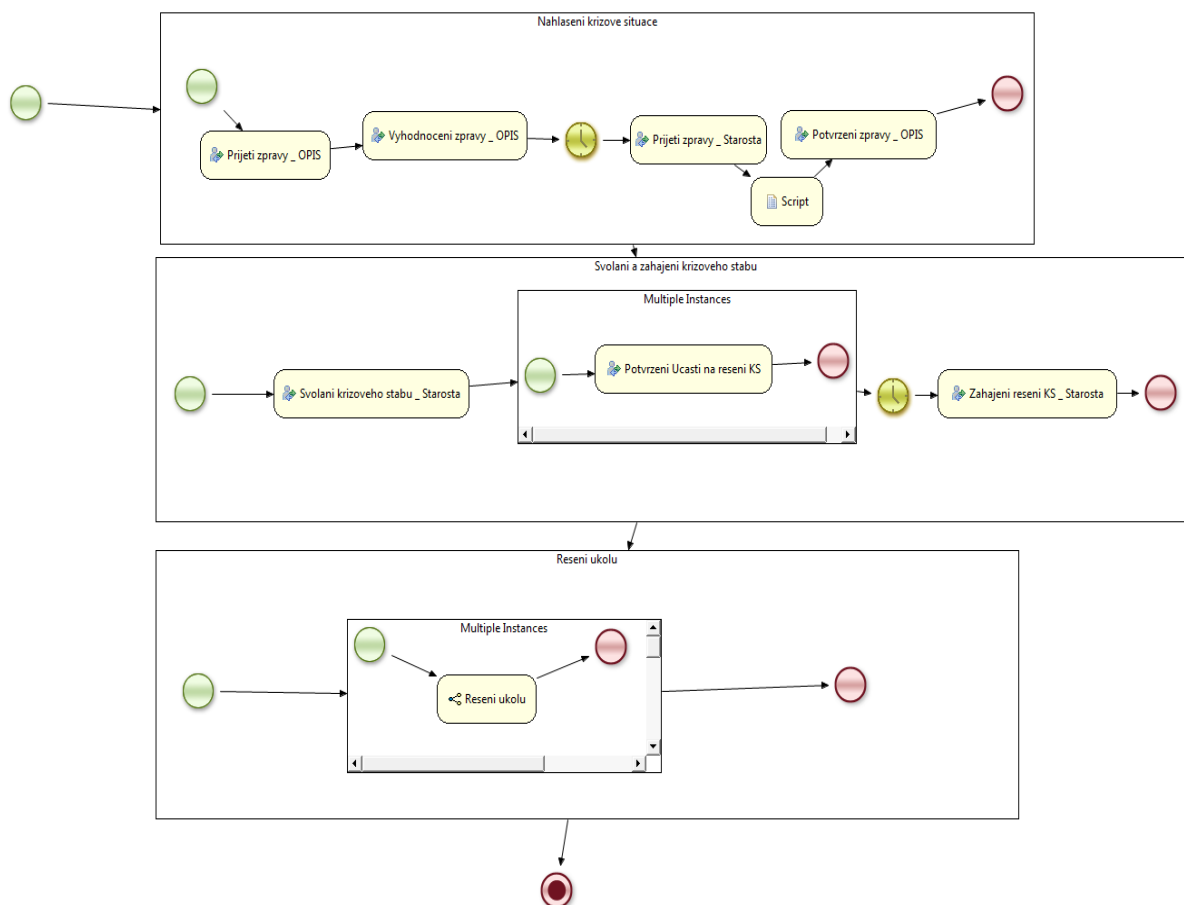 Nahlaseni krizove situace
Prijeti zpravy _ OPIS
Vyhodnoceni zpravy _ OPIS
Prijeti zpravy _ Starosta
Script
Potvrzeni zpravy _ OPIS
Svolani a zahajeni krizoveho stabu
Svolani krizoveho stabu _ Starosta
Multiple Instances
Potvrzeni Ucasti na reseni KS
Zahajeni reseni KS _ Starosta
Reseni ukolu
Multiple Instances
Reseni ukolu